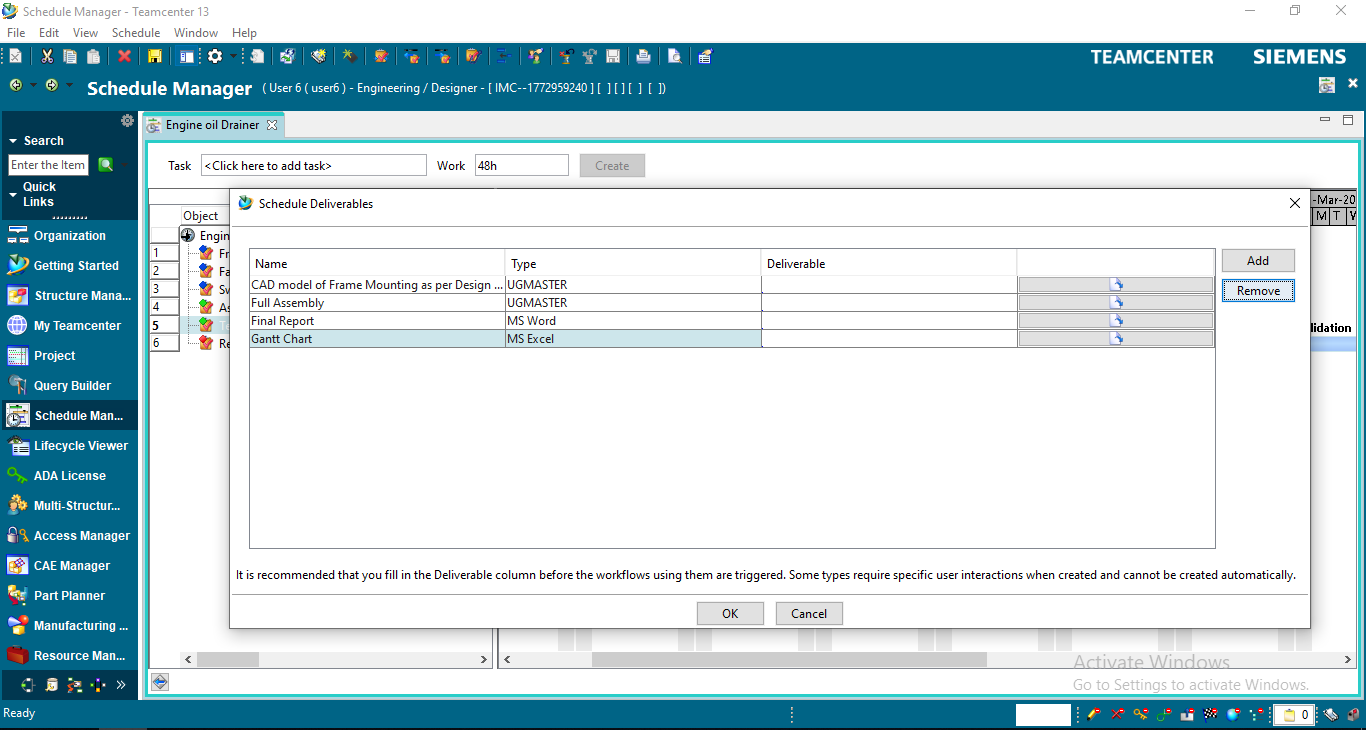 Schedule Manager - Teamcenter 13
File Edit View Schedule Window Help
TEAMCENTER SIEMENS
Schedule Manager ( User 6 ( user6 ) - Engineering / Designer - [ IMC--1772959240 ] [ ] [ ] [ ] [ ])
Search
Enter the Item
Quick
Links
Organization
Getting Started
Structure Mana...
My Teamcenter
Project
Query Builder
Schedule Man...
Lifecycle Viewer
ADA License
Multi-Structur...
Access Manager
CAE Manager
Part Planner
Manufacturing ...
Resource Man...
Engine oil Drainer
Task <Click here to add task> Work 48h Create
-Mar-20
Object M T W
Engin
1 Fr
2 Fa
3 Sw
4 As
5
6 Re
lidation
Schedule Deliverables
Name Type Deliverable
CAD model of Frame Mounting as per Design ... UGMASTER
Full Assembly UGMASTER
Final Report MS Word
Gantt Chart MS Excel
Add
Remove
It is recommended that you fill in the Deliverable column before the workflows using them are triggered. Some types require specific user interactions when created and cannot be created automatically.
OK Cancel
Activate Windows
Go to Settings to activate Windows.
Ready
0